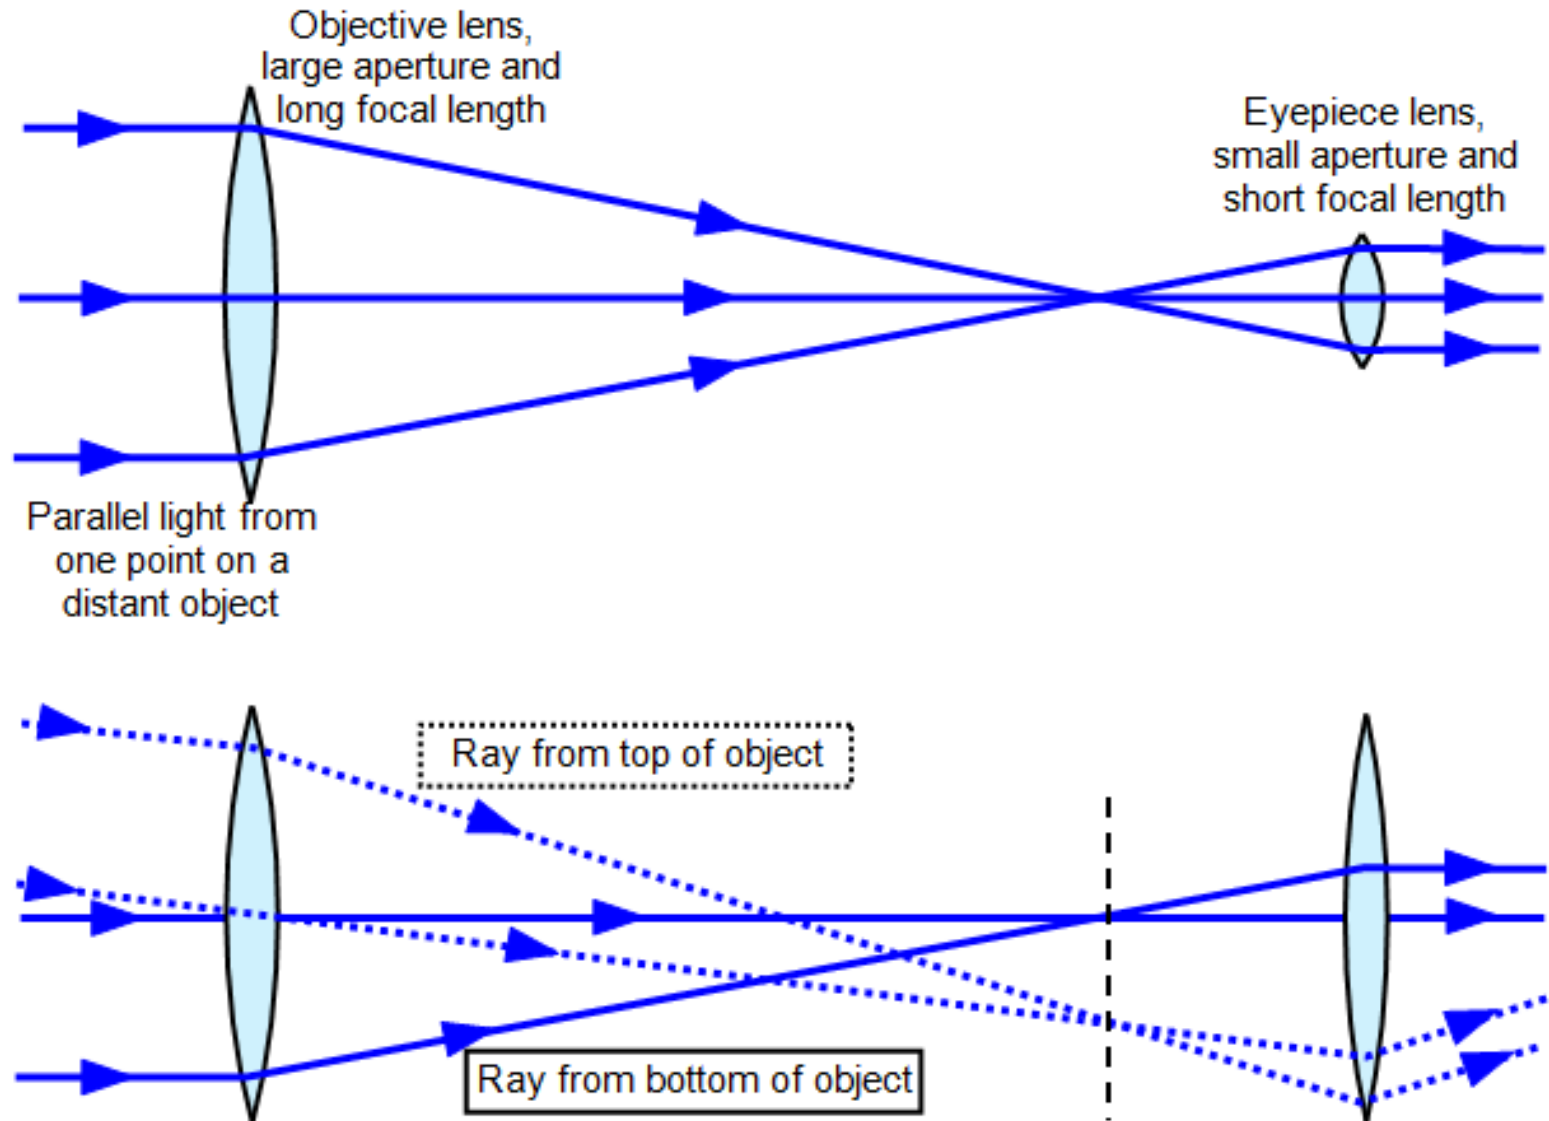 Objective lens,
large aperture and
long focal length
Eyepiece lens,
small aperture and
short focal length
Parallel light from
one point on a
distant object
Ray from top of object
Ray from bottom of object